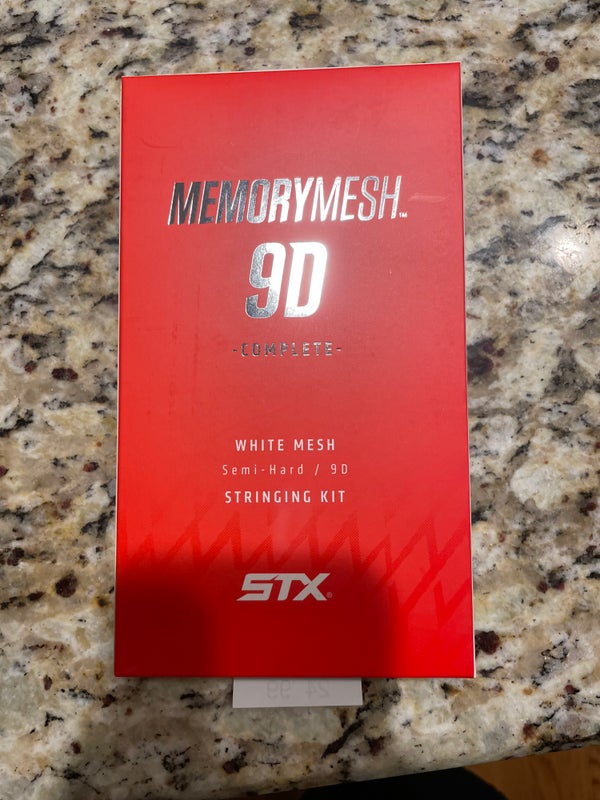 MEMORYMESH™
9D
-COMPLETE-
WHITE MESH
Semi-Hard / 9D
STRINGING KIT
STX®